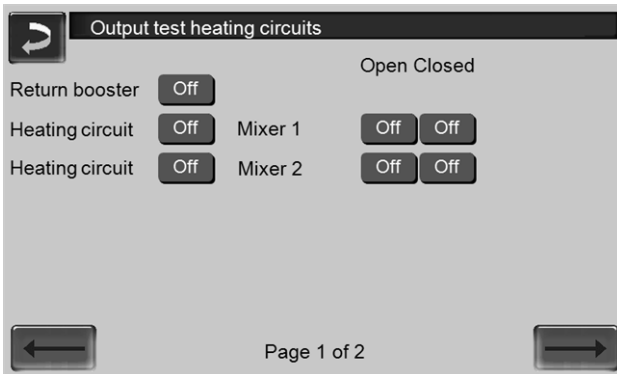 Output test heating circuits
Open Closed
Return booster Off
Heating circuit Off Mixer 1 Off Off
Heating circuit Off Mixer 2 Off Off
Page 1 of 2